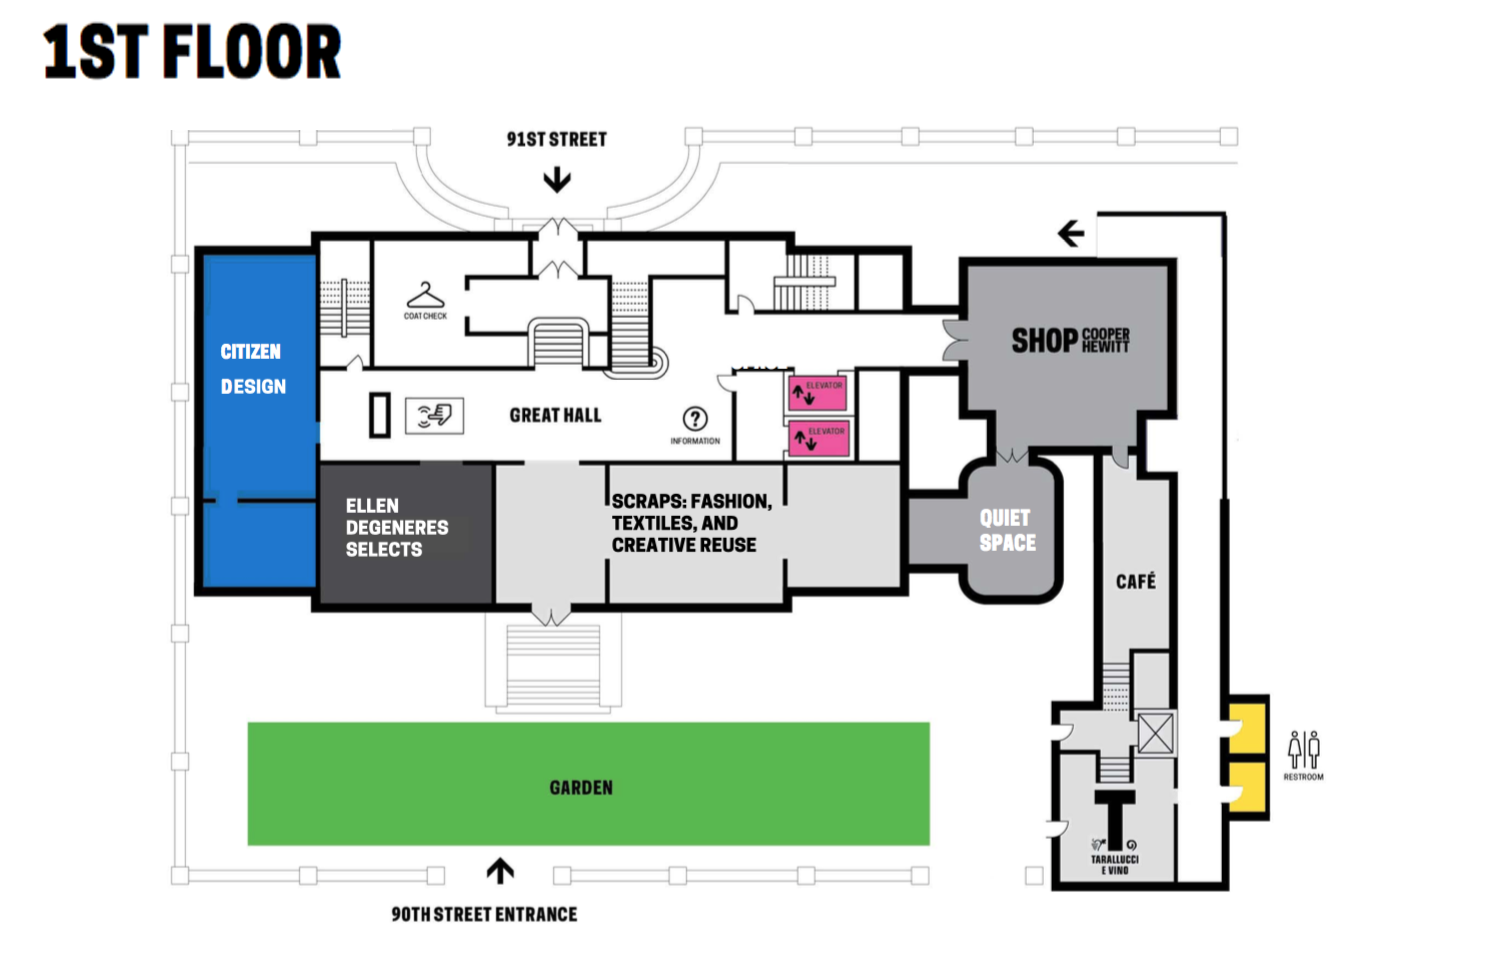 1ST FLOOR
91ST STREET
COAT CHECK
CITIZEN
DESIGN
SHOP COOPER
HEWITT
ELEVATOR
GREAT HALL
?
INFORMATION
ELEVATOR
ELLEN
DEGENERES
SELECTS
SCRAPS: FASHION,
TEXTILES, AND
CREATIVE REUSE
QUIET
SPACE
CAFÉ
GARDEN
RESTROOM
T
TARALLUCCI
E VINO
90TH STREET ENTRANCE